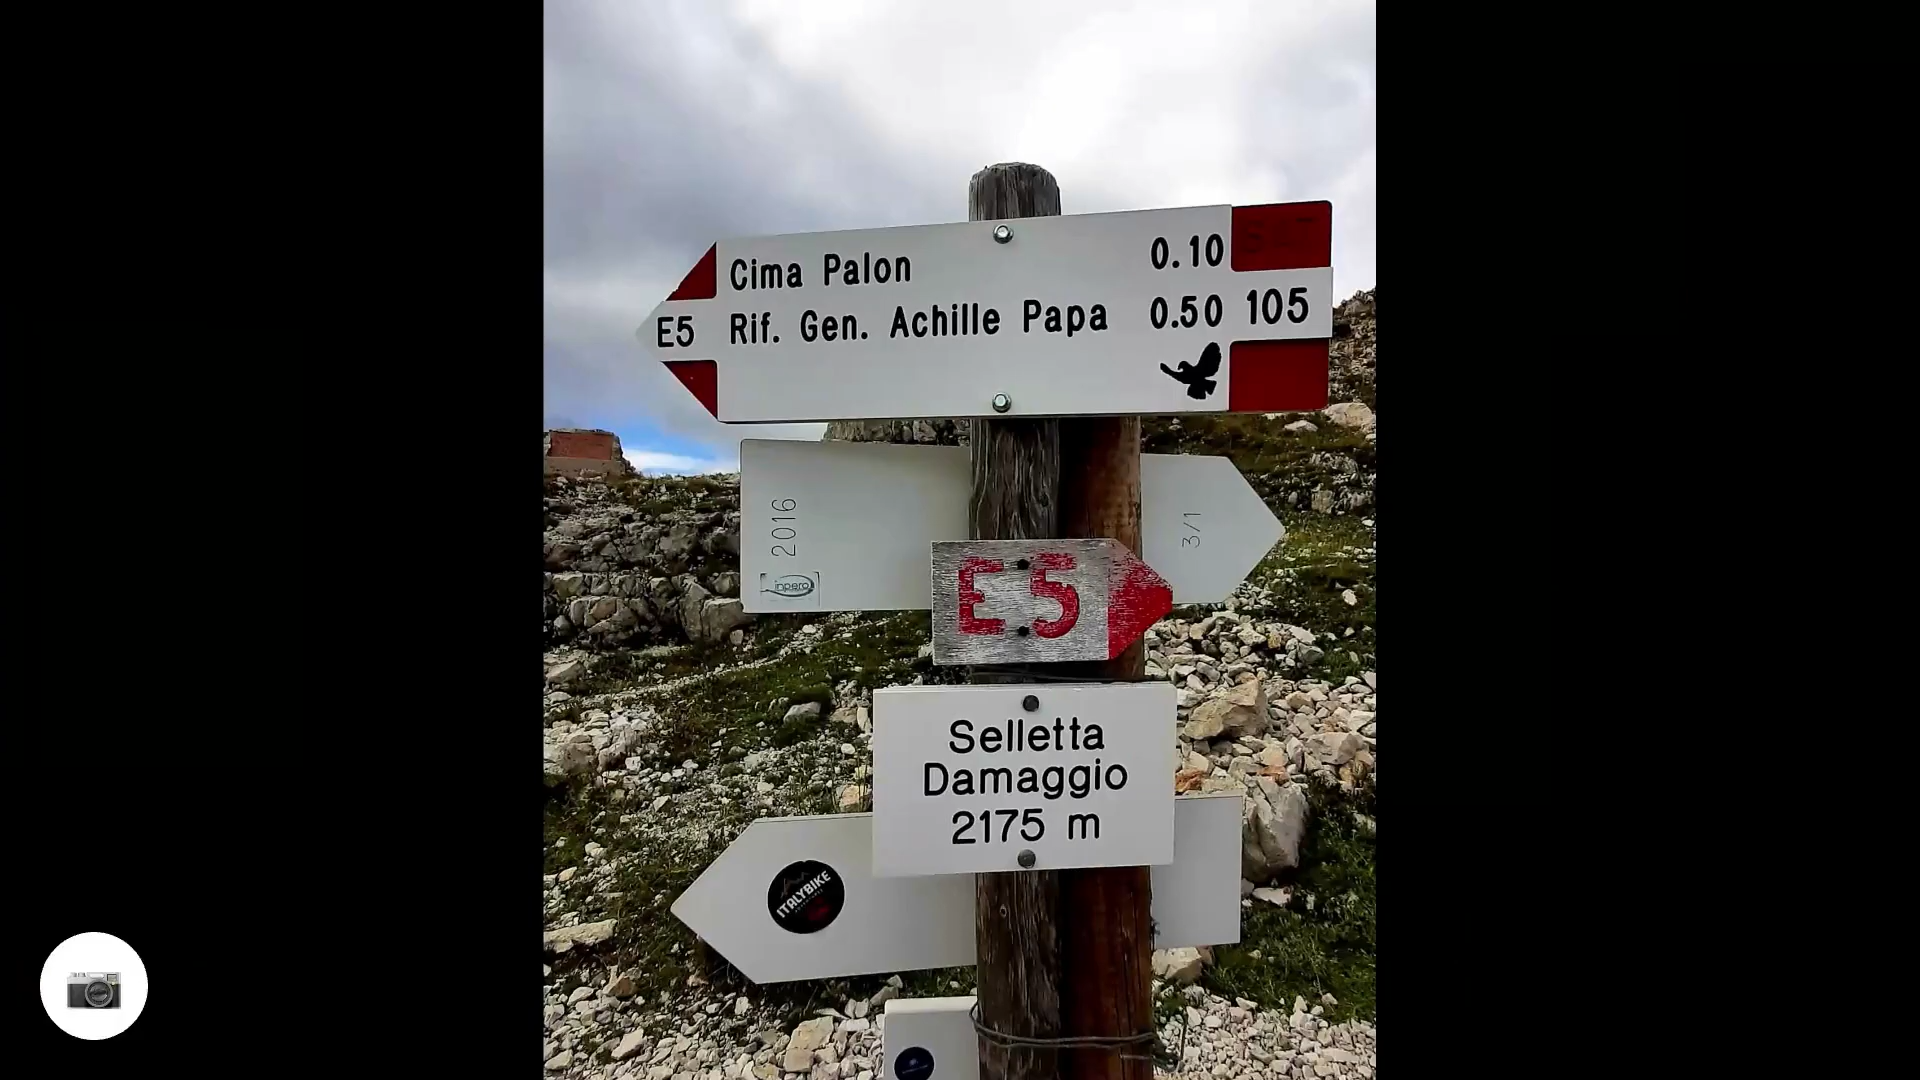 Cima Palon 0.10
E5 Rif. Gen. Achille Papa 0.50 105
2016
3/1
inpero
E5
Selletta
Damaggio
2175 m
ITALYBIKE